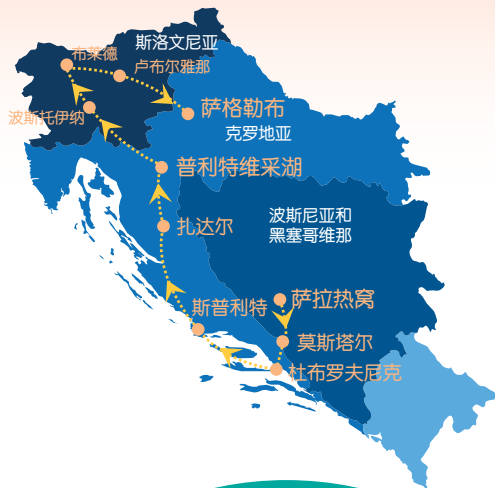 斯洛文尼亚
布莱德
卢布尔雅那
波斯托伊纳
萨格勒布
克罗地亚
普利特维采湖
扎达尔
波斯尼亚和
黑塞哥维那
萨拉热窝
斯普利特
莫斯塔尔
杜布罗夫尼克